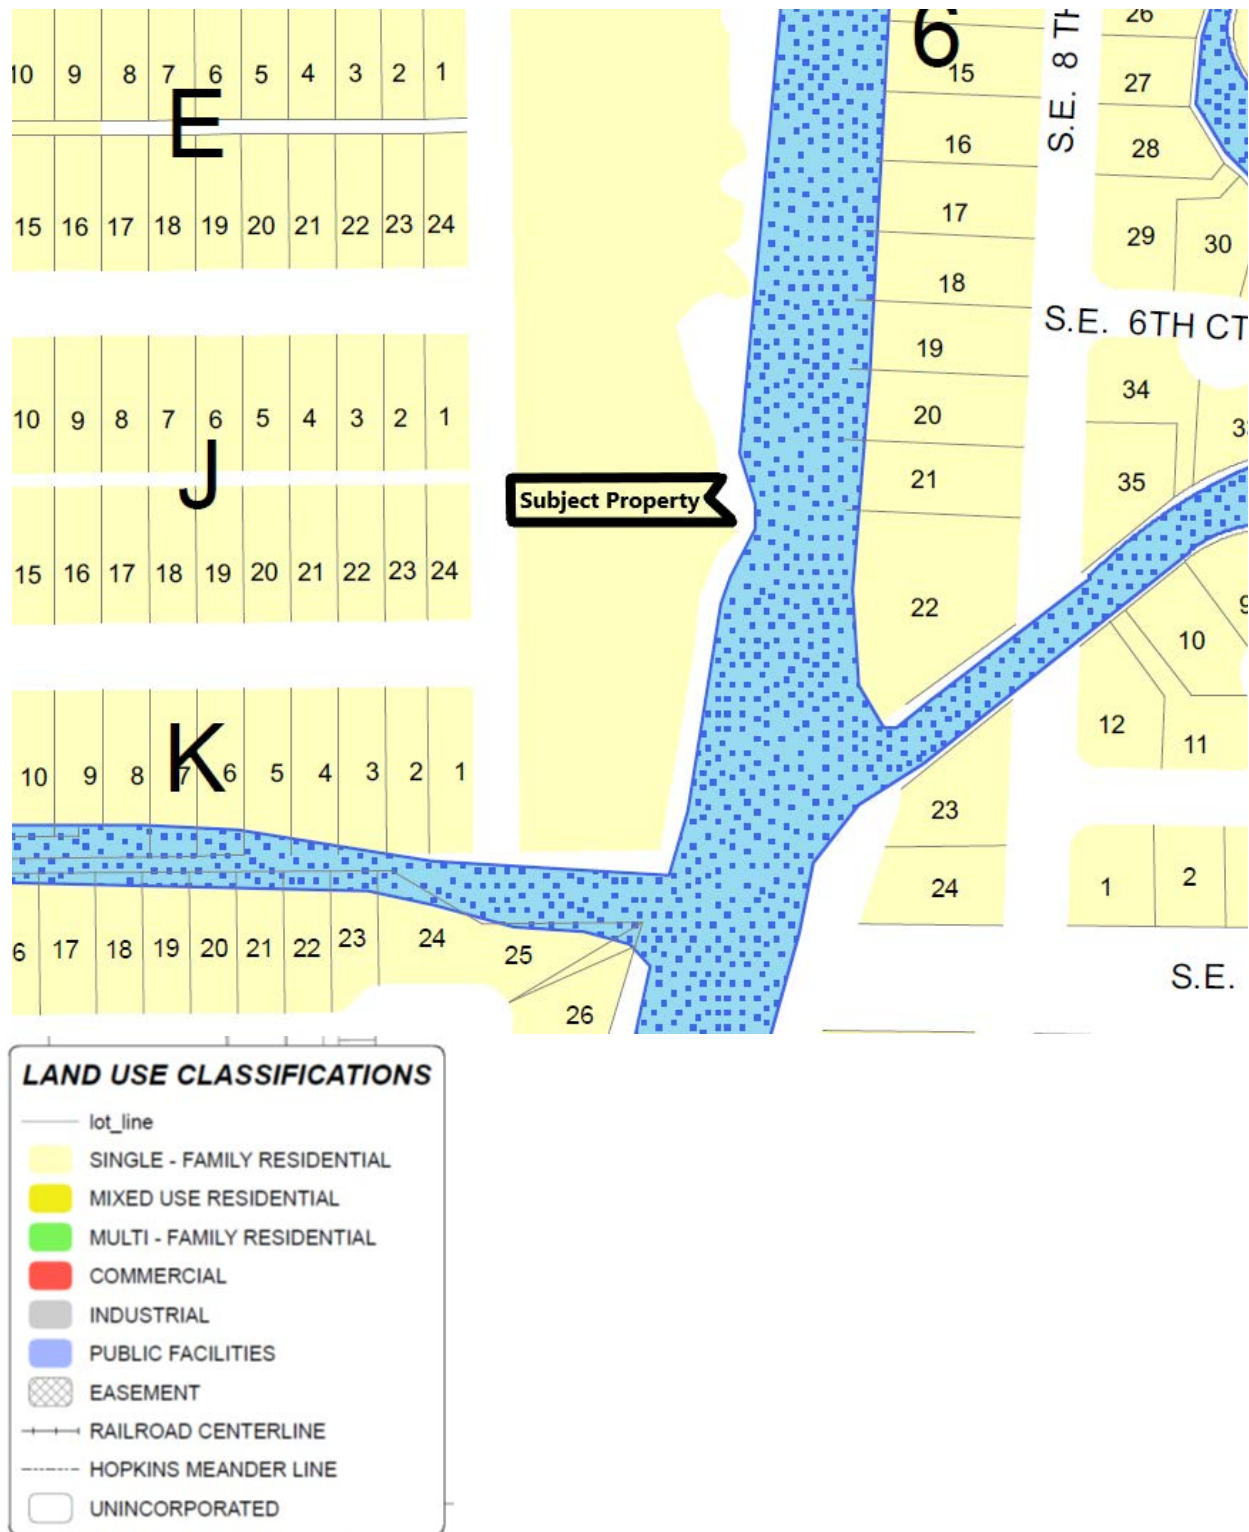 10 9 8 7 6 5 4 3 2 1
E
15 16 17 18 19 20 21 22 23 24
10 9 8 7 6 5 4 3 2 1
J
15 16 17 18 19 20 21 22 23 24
K
10 9 8 7 6 5 4 3 2 1
6 17 18 19 20 21 22 23 24 25 26
Subject Property
6
15
16
17
18
19
20
21
22
23
24
S.E. 8 TH
26
27
28
29 30
S.E. 6TH CT
34
33
35
9
10
12 11
1 2
S.E.
LAND USE CLASSIFICATIONS
lot_line
SINGLE - FAMILY RESIDENTIAL
MIXED USE RESIDENTIAL
MULTI - FAMILY RESIDENTIAL
COMMERCIAL
INDUSTRIAL
PUBLIC FACILITIES
EASEMENT
RAILROAD CENTERLINE
HOPKINS MEANDER LINE
UNINCORPORATED